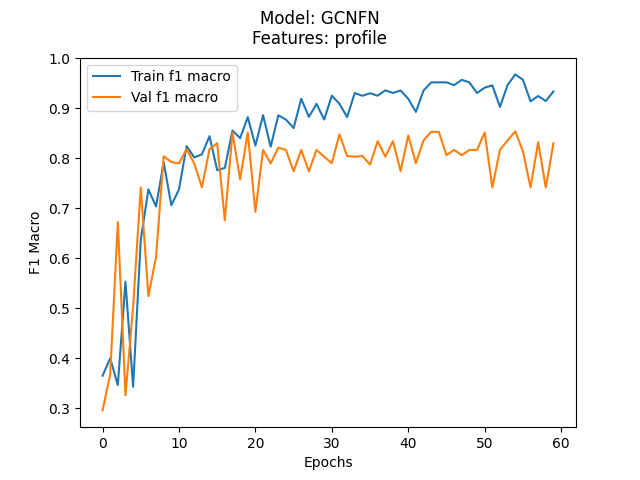 Model: GCNFN
Features: profile
Train f1 macro
Val f1 macro
F1 Macro
1.0
0.9
0.8
0.7
0.6
0.5
0.4
0.3
0 10 20 30 40 50 60
Epochs